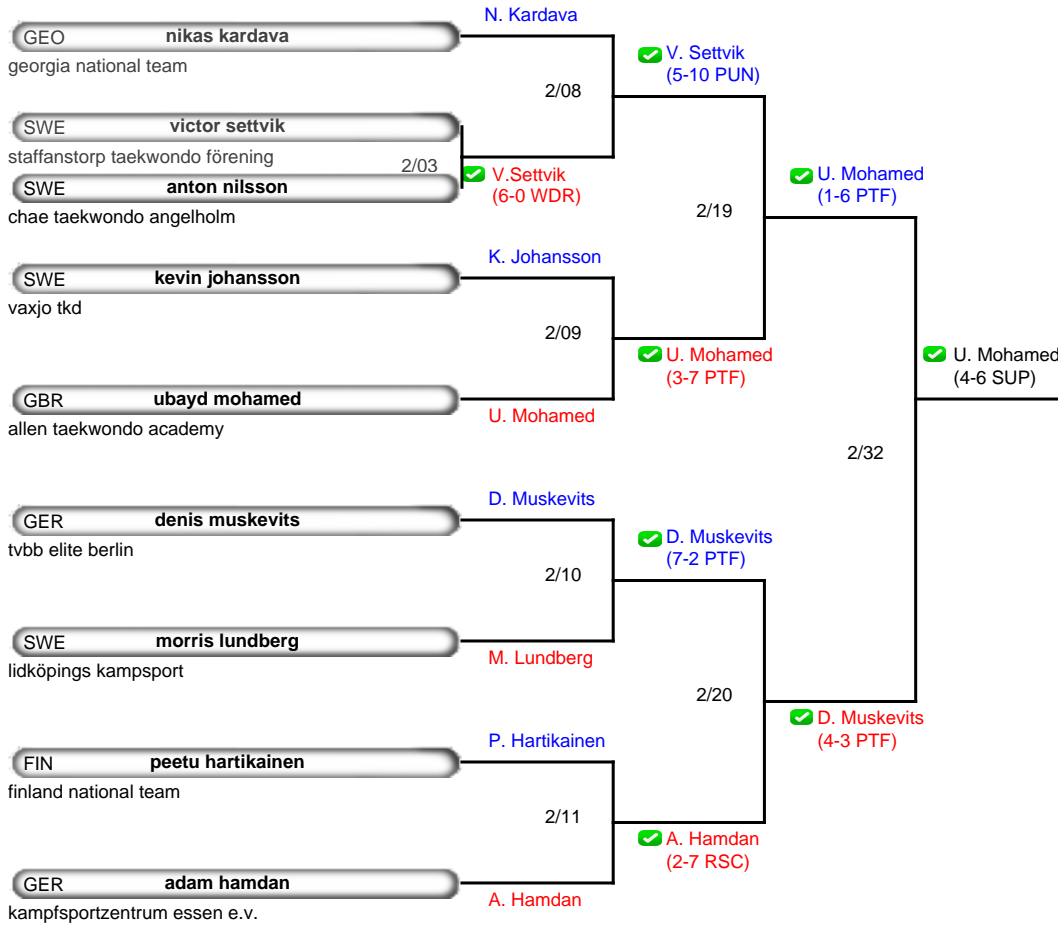 N. Kardava
GEO nikas kardava
georgia national team
2/08
V. Settvik
(5-10 PUN)
SWE victor settvik
staffanstorp taekwondo förening
2/03
V.Settvik
(6-0 WDR)
SWE anton nilsson
chae taekwondo angelholm
2/19
U. Mohamed
(1-6 PTF)
K. Johansson
SWE kevin johansson
vaxjo tkd
2/09
U. Mohamed
(3-7 PTF)
GBR ubayd mohamed
allen taekwondo academy
U. Mohamed
2/32
U. Mohamed
(4-6 SUP)
D. Muskevits
GER denis muskevits
tvbb elite berlin
2/10
D. Muskevits
(7-2 PTF)
SWE morris lundberg
lidköpings kampsport
M. Lundberg
2/20
D. Muskevits
(4-3 PTF)
P. Hartikainen
FIN peetu hartikainen
finland national team
2/11
A. Hamdan
(2-7 RSC)
GER adam hamdan
kampfsportzentrum essen e.v.
A. Hamdan